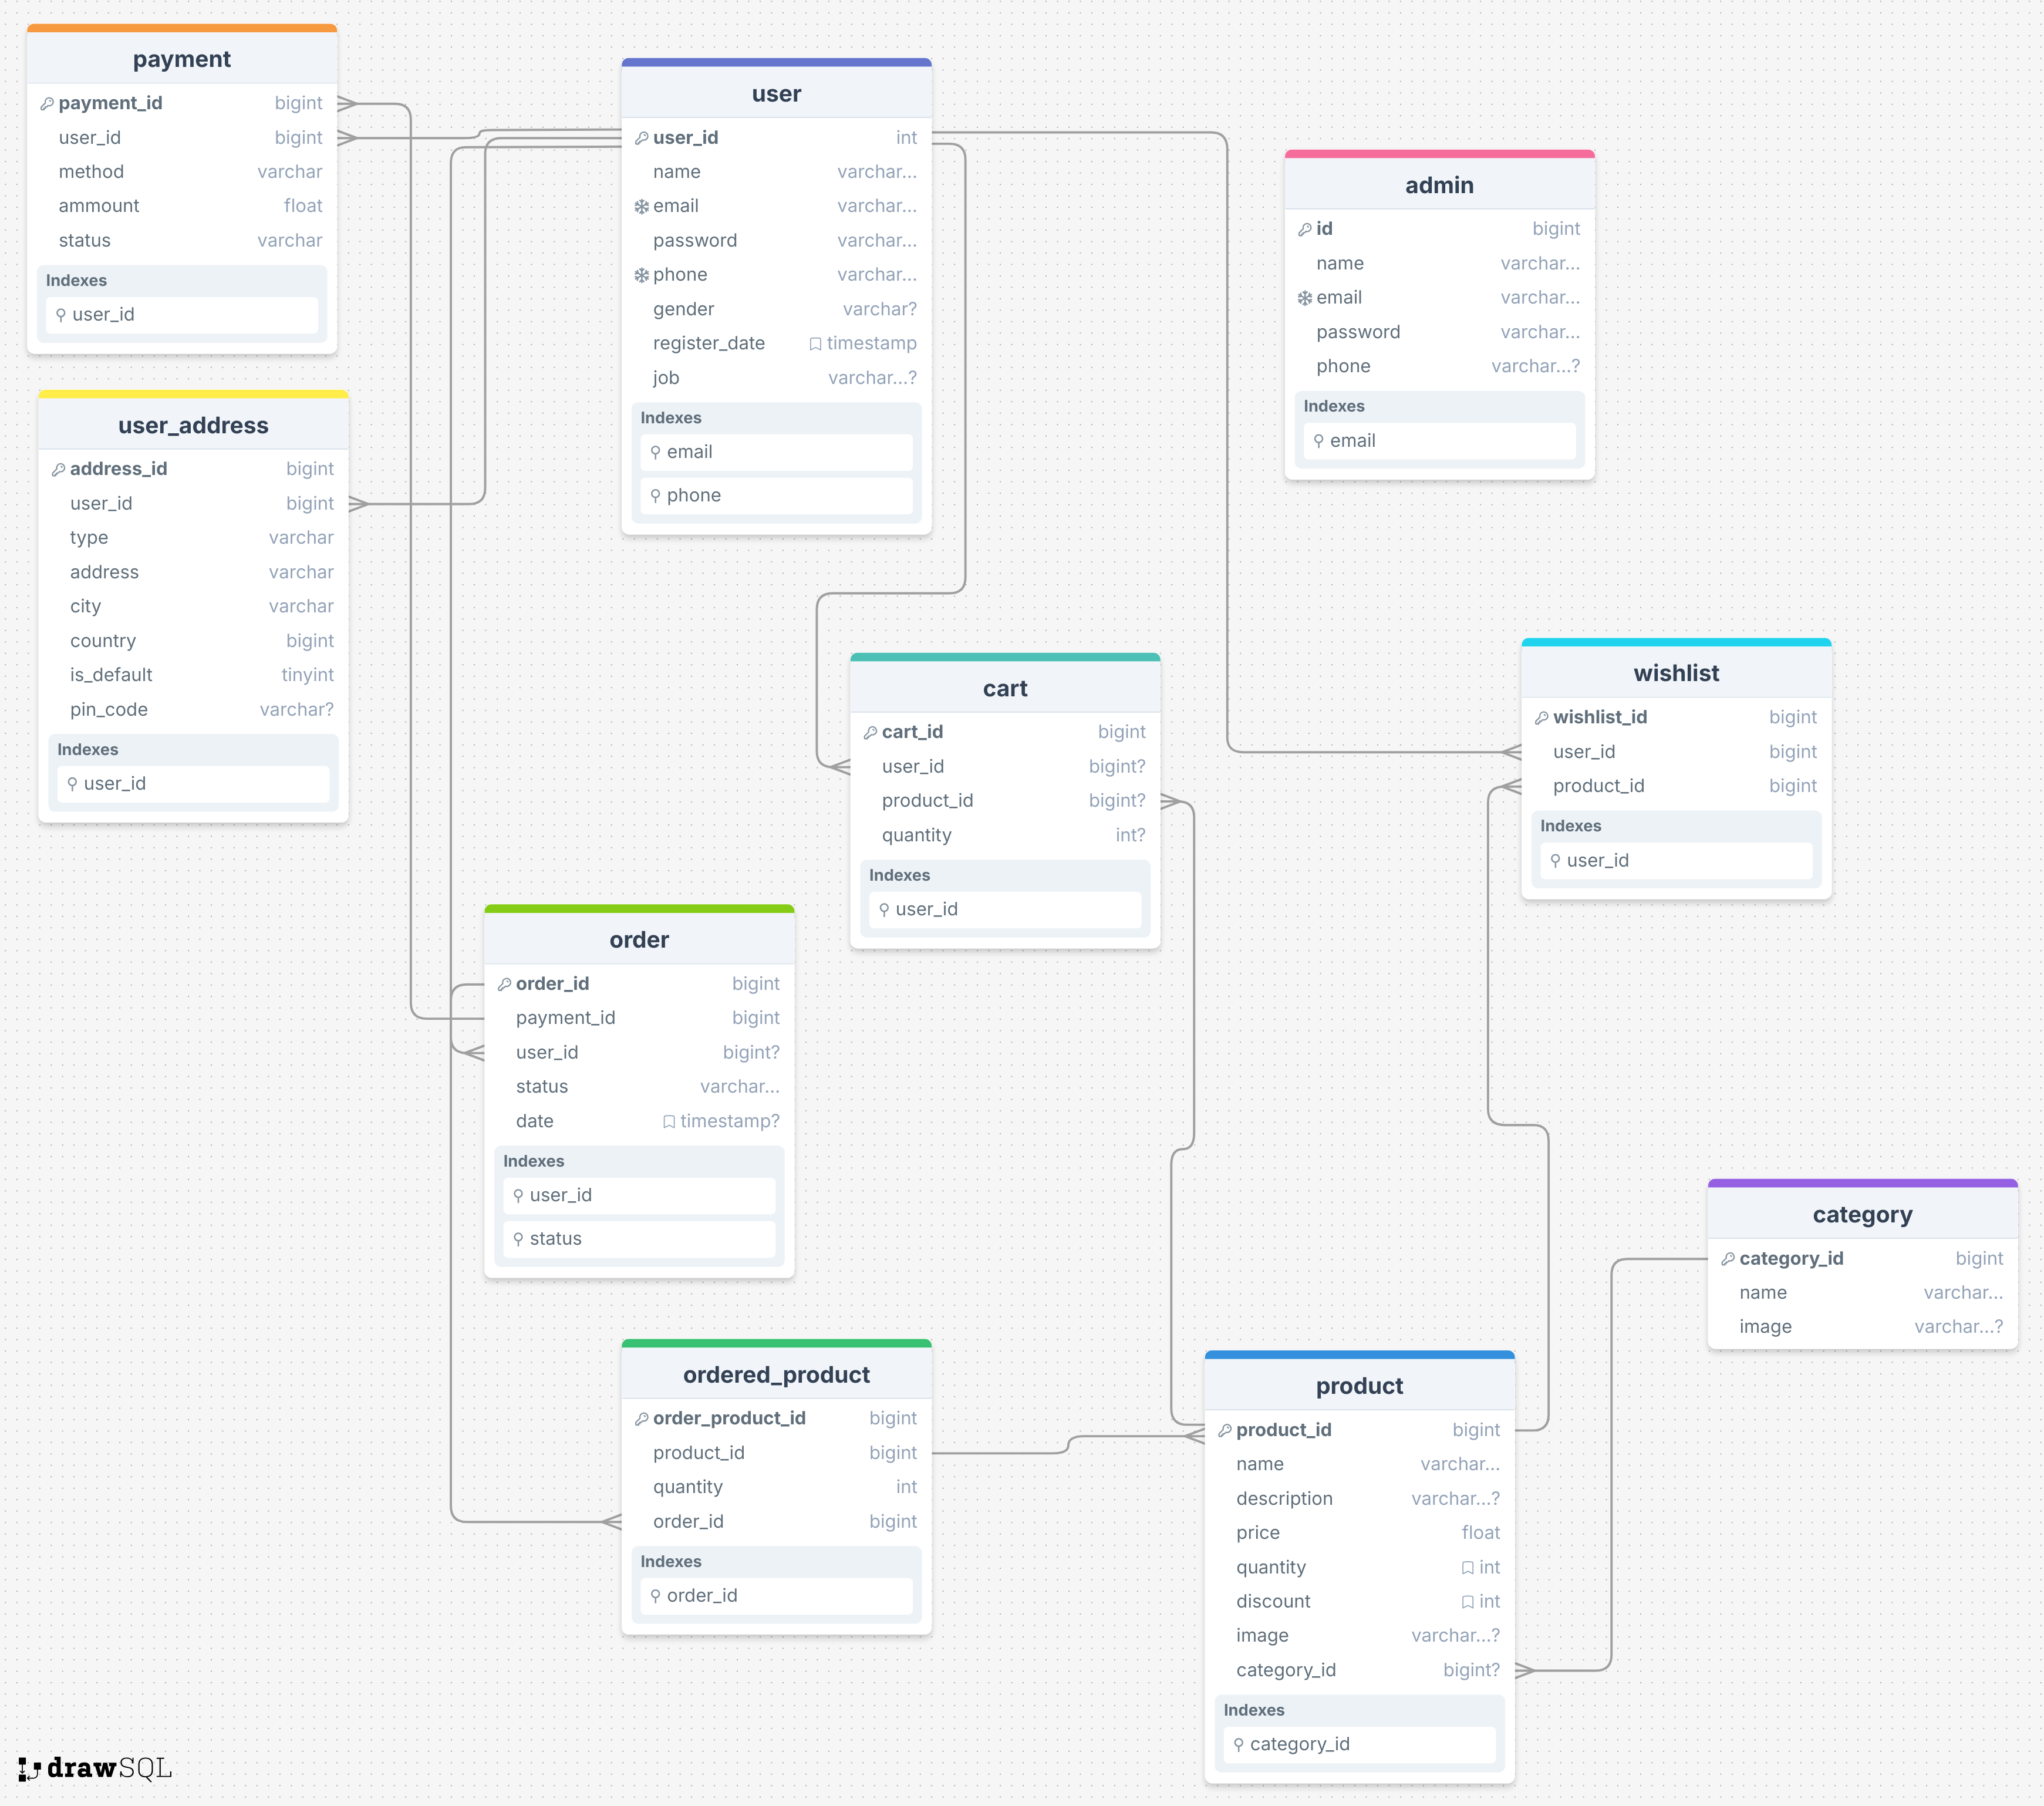 payment
payment_id bigint
user_id bigint
method varchar
ammount float
status varchar
Indexes
user_id
user
user_id int
name varchar...
email varchar...
password varchar...
phone varchar...
gender varchar?
register_date timestamp
job varchar...?
Indexes
email
phone
admin
id bigint
name varchar...
email varchar...
password varchar...
phone varchar...?
Indexes
email
user_address
address_id bigint
user_id bigint
type varchar
address varchar
city varchar
country bigint
is_default tinyint
pin_code varchar?
Indexes
user_id
cart
cart_id bigint
user_id bigint?
product_id bigint?
quantity int?
Indexes
user_id
wishlist
wishlist_id bigint
user_id bigint
product_id bigint
Indexes
user_id
order
order_id bigint
payment_id bigint
user_id bigint?
status varchar...
date timestamp?
Indexes
user_id
status
category
category_id bigint
name varchar...
image varchar...?
ordered_product
order_product_id bigint
product_id bigint
quantity int
order_id bigint
Indexes
order_id
product
product_id bigint
name varchar...
description varchar...?
price float
quantity int
discount int
image varchar...?
category_id bigint?
Indexes
category_id
drawSQL